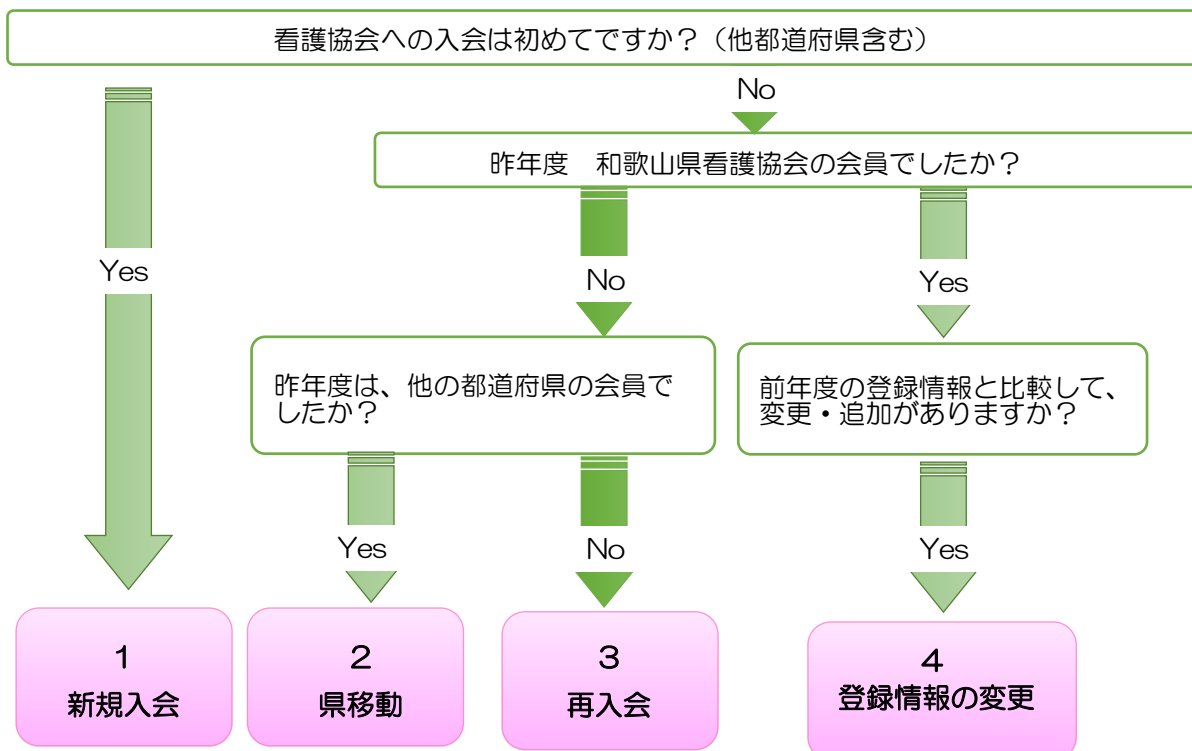 看護協会への入会は初めてですか？（他都道府県含む）
No
昨年度　和歌山県看護協会の会員でしたか？
Yes
No
Yes
昨年度は、他の都道府県の会員で
したか？
前年度の登録情報と比較して、
変更・追加がありますか？
Yes
No
Yes
１
新規入会
２
県移動
３
再入会
４
登録情報の変更